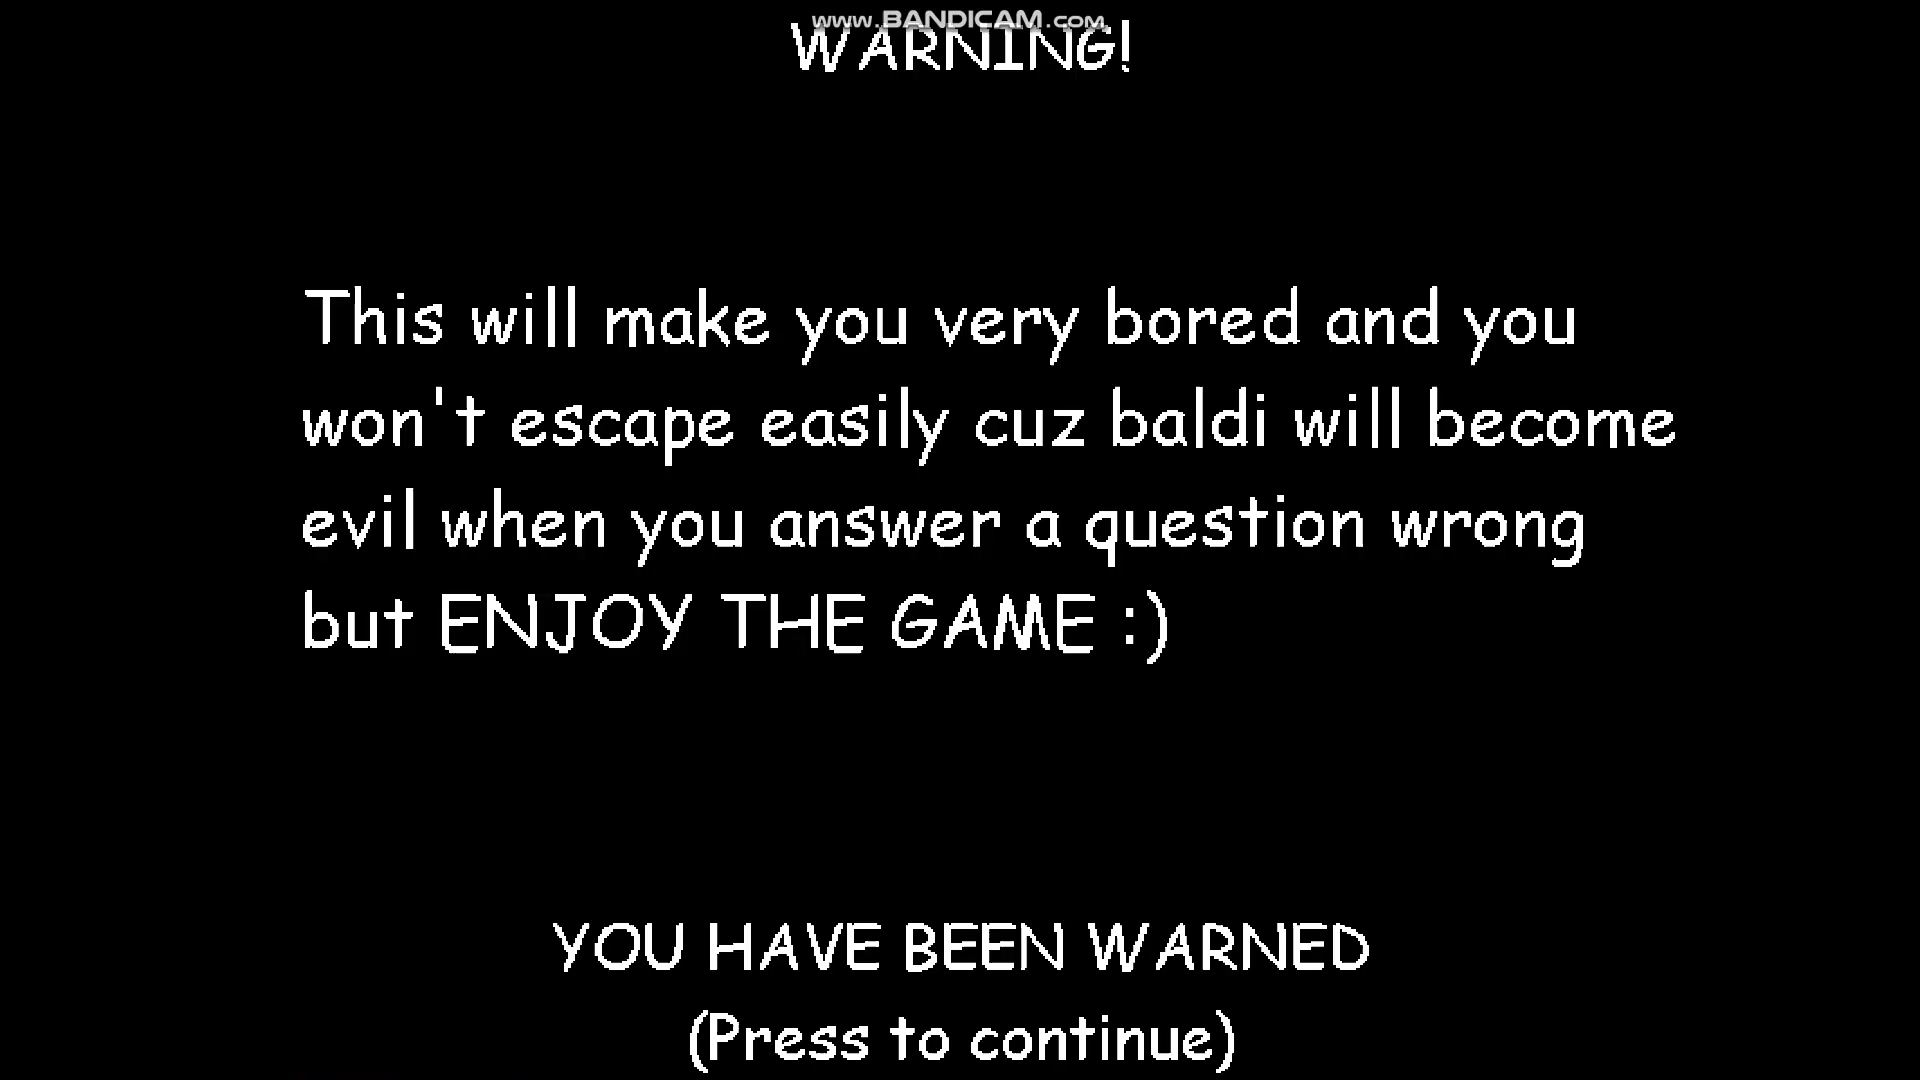 www.BANDICAM.com
WARNING!
This will make you very bored and you
won't escape easily cuz baldi will become
evil when you answer a question wrong
but ENJOY THE GAME :)
YOU HAVE BEEN WARNED
(Press to continue)